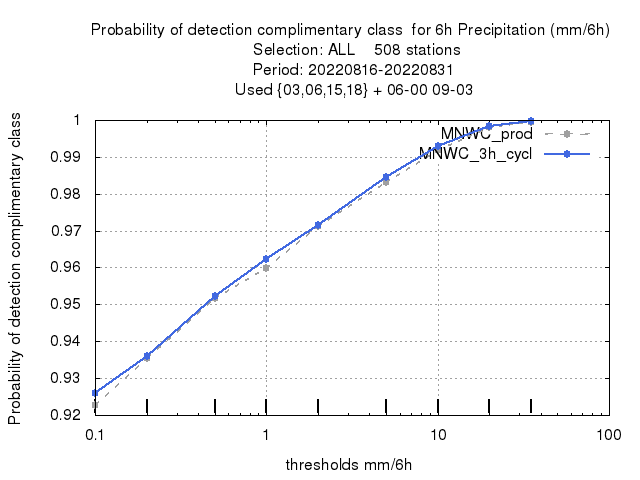 Probability of detection complimentary class  for 6h Precipitation (mm/6h)
Selection: ALL    508 stations
Period: 20220816-20220831
Used {03,06,15,18} + 06-00 09-03
Probability of detection complimentary class
1
0.99
0.98
0.97
0.96
0.95
0.94
0.93
0.92
MNWC_prod
MNWC_3h_cycl
0.1 1 10 100
thresholds mm/6h